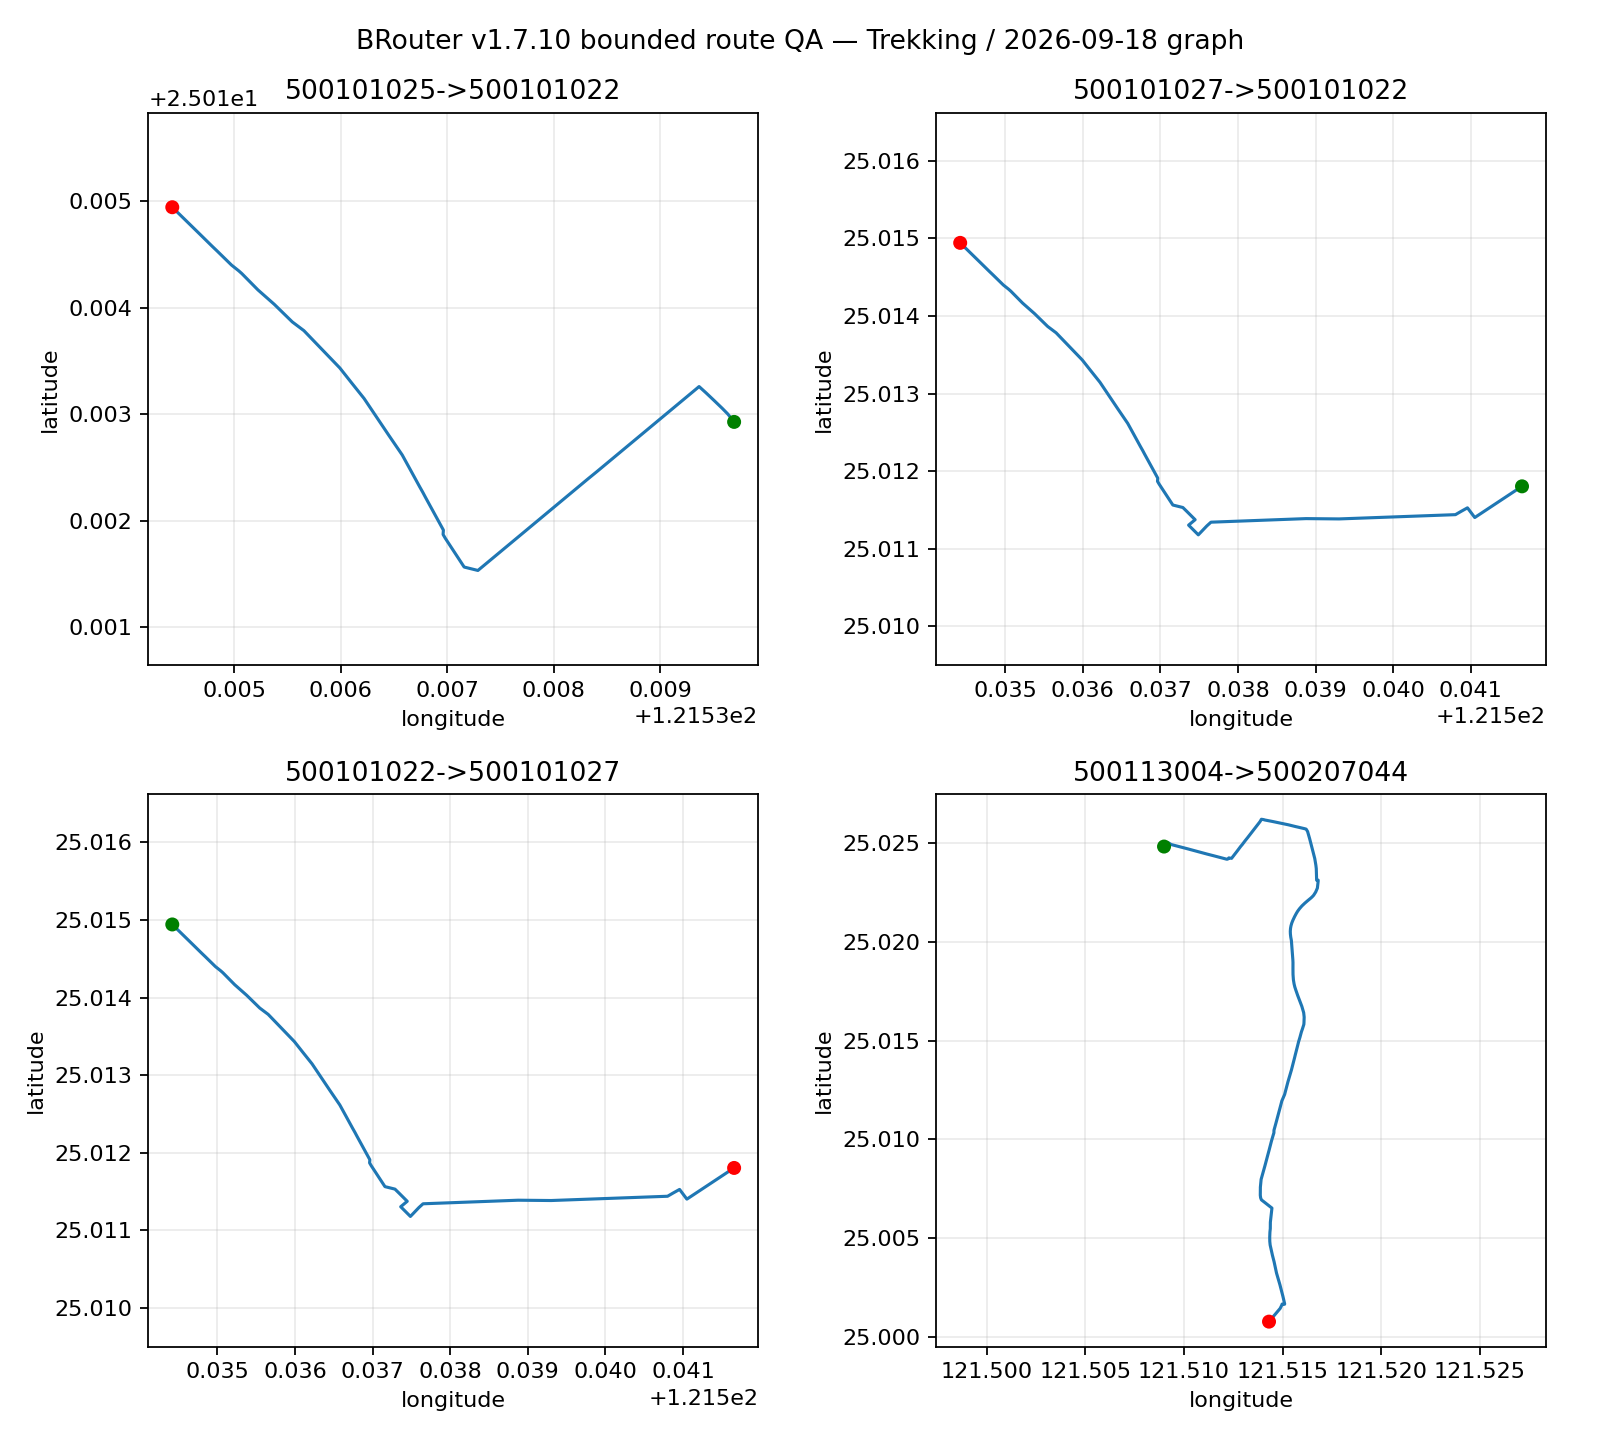 BRouter v1.7.10 bounded route QA — Trekking / 2026-09-18 graph
500101025->500101022
+2.501e1
0.005
0.004
0.003
0.002
0.001
latitude
0.005 0.006 0.007 0.008 0.009
longitude
+1.2153e2
500101027->500101022
25.016
25.015
25.014
25.013
25.012
25.011
25.010
latitude
0.035 0.036 0.037 0.038 0.039 0.040 0.041
longitude
+1.215e2
500101022->500101027
25.016
25.015
25.014
25.013
25.012
25.011
25.010
latitude
0.035 0.036 0.037 0.038 0.039 0.040 0.041
longitude
+1.215e2
500113004->500207044
25.025
25.020
25.015
25.010
25.005
25.000
latitude
121.500 121.505 121.510 121.515 121.520 121.525
longitude